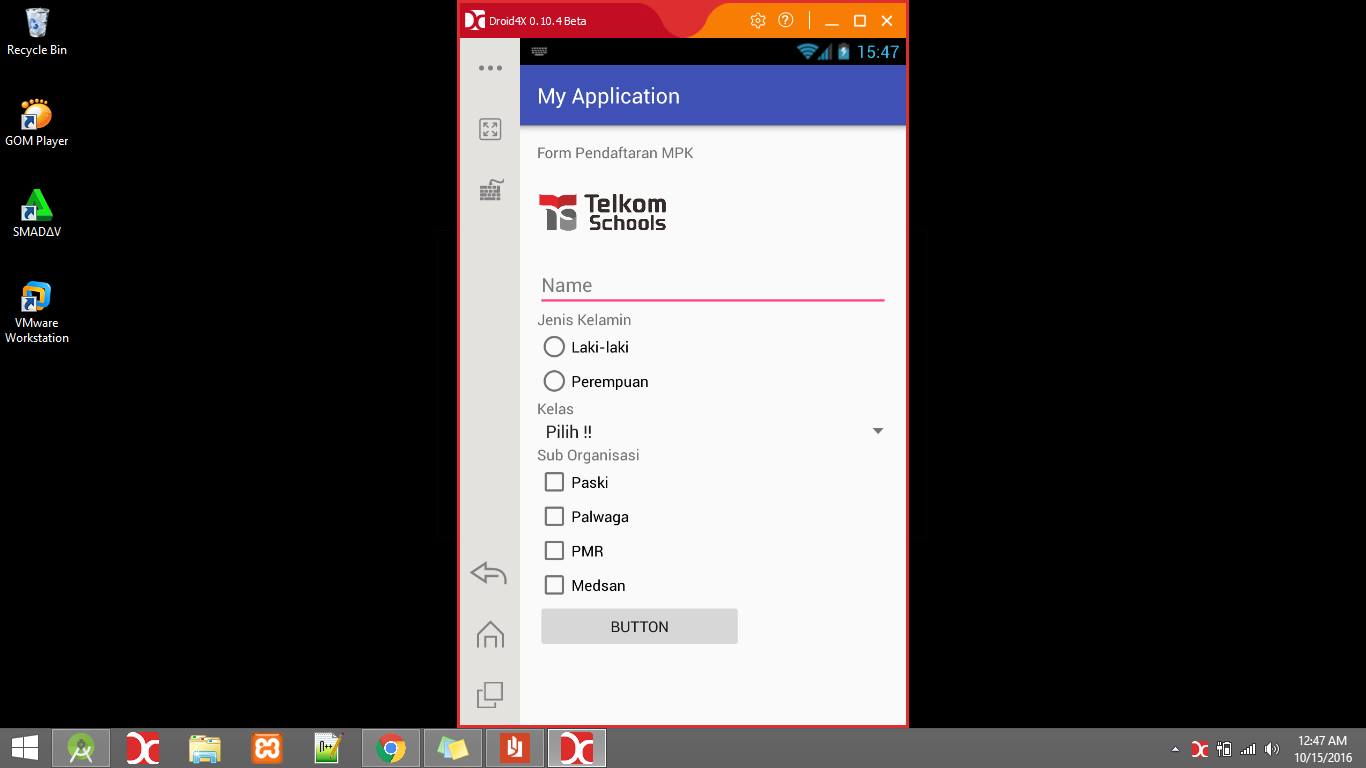 Recycle Bin
GOM Player
SMADΔV
VMware
Workstation
Droid4X 0.10.4 Beta
15:47
My Application
Form Pendaftaran MPK
Telkom
Schools
Name
Jenis Kelamin
Laki-laki
Perempuan
Kelas
Pilih !!
Sub Organisasi
Paski
Palwaga
PMR
Medsan
BUTTON
12:47 AM
10/15/2016